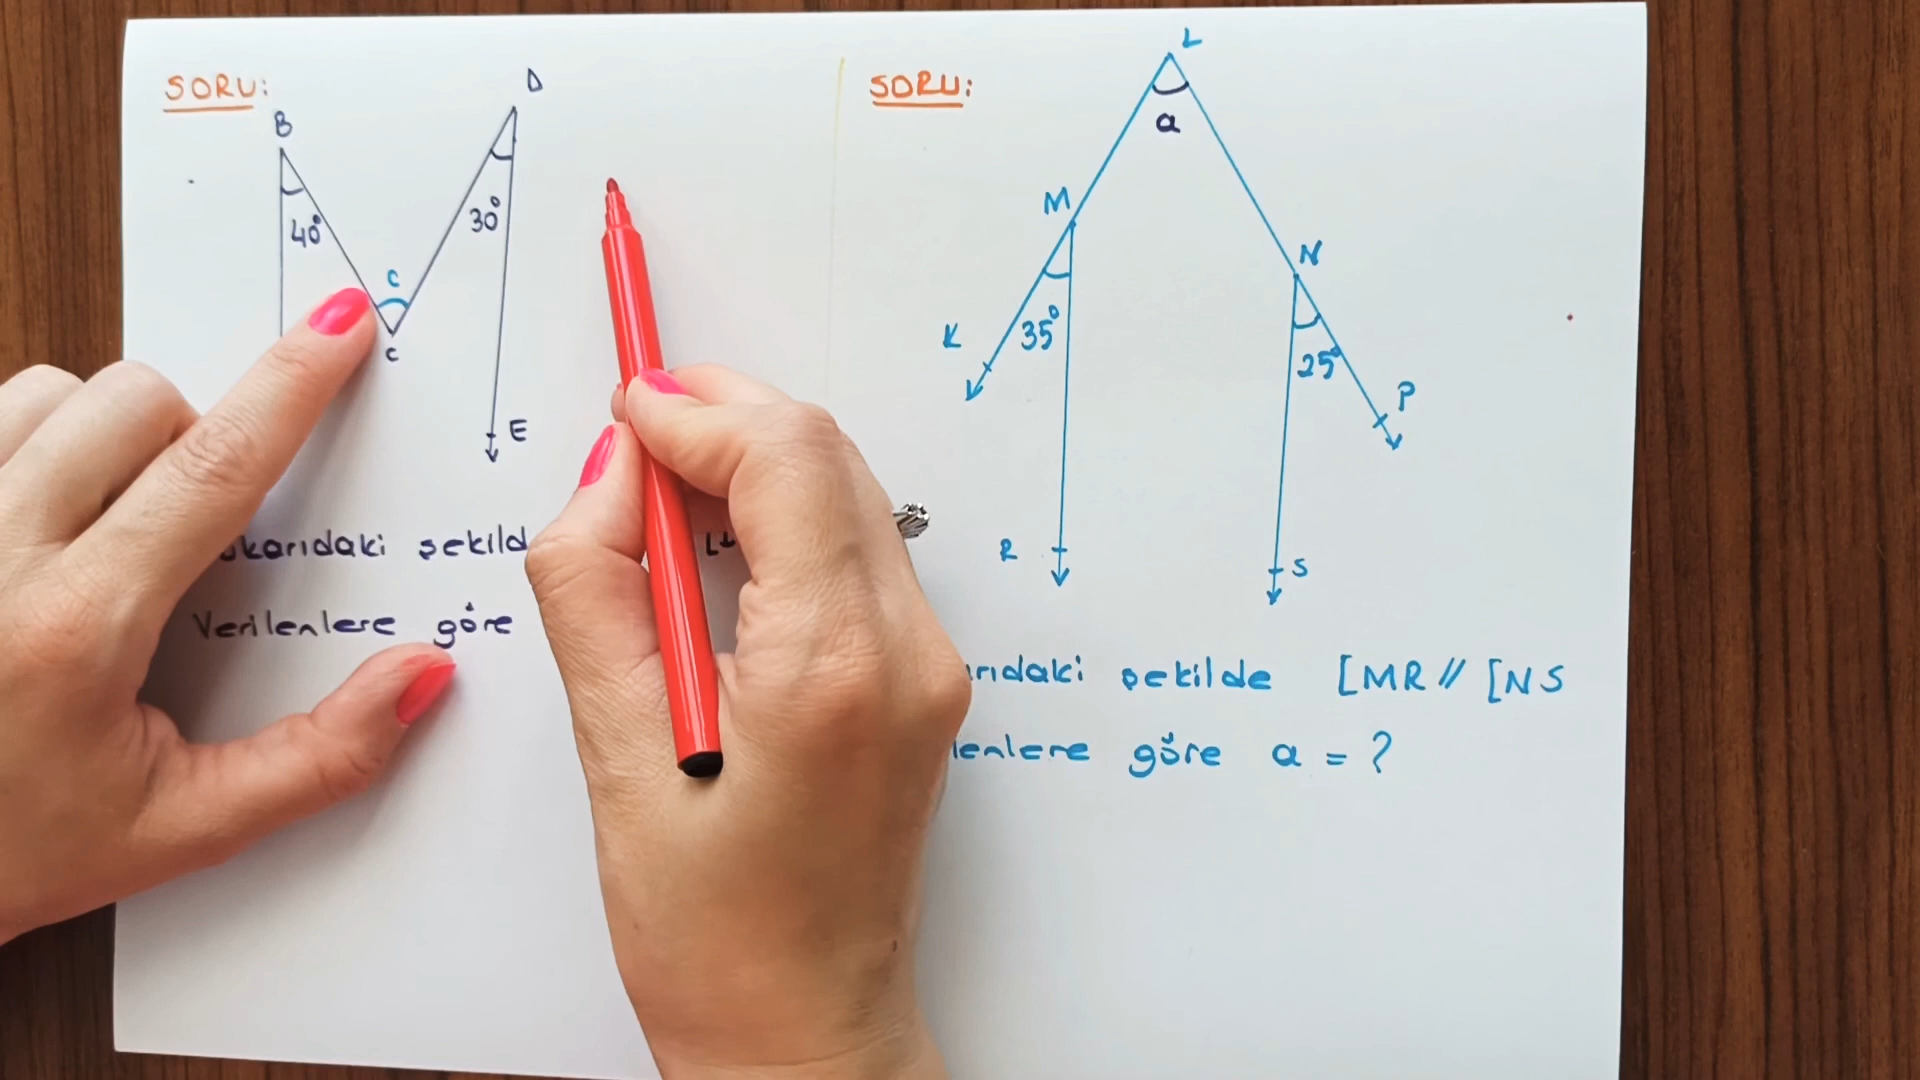 SORU:
B
D
40°
30°
c
C
E
şekild
Verilenlere göre
SORU:
L
a
M
N
K
35°
25°
P
R
S
şekilde [MR // [NS
göre a = ?